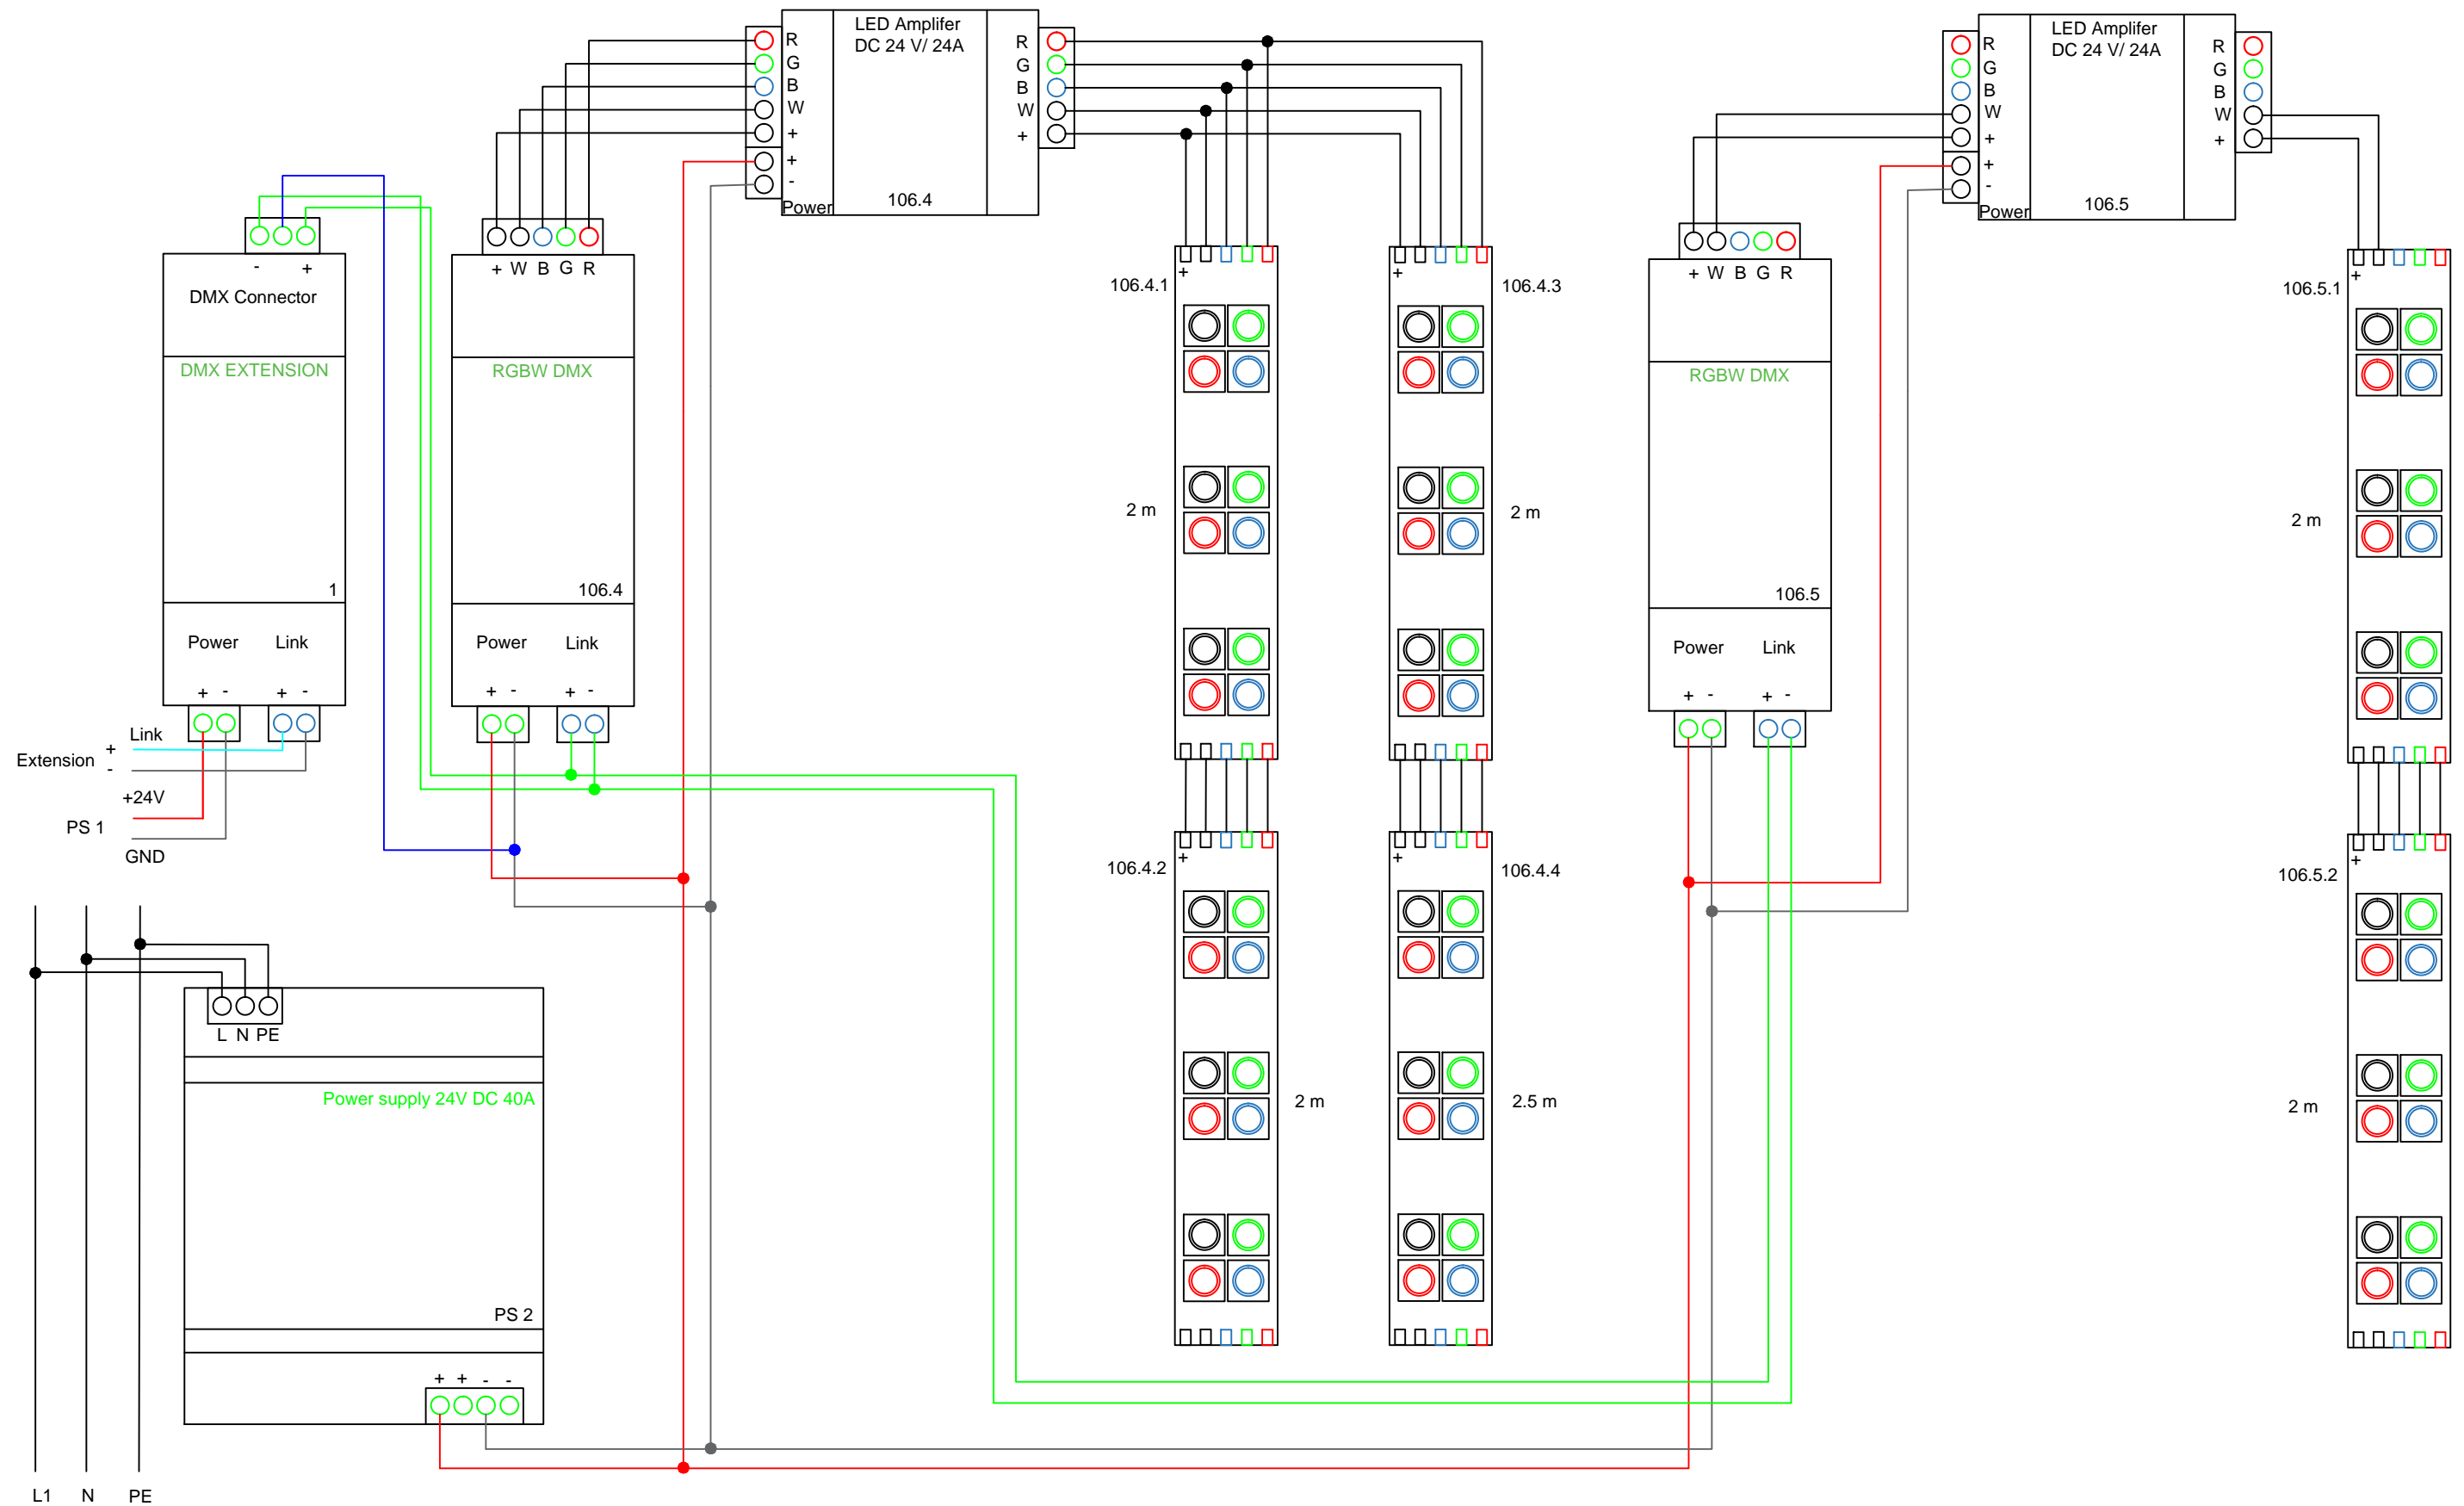 LED Amplifer
DC 24 V/ 24A
R
G
B
W
+
+
-
Power
106.4
R
G
B
W
+
LED Amplifer
DC 24 V/ 24A
R
G
B
W
+
+
-
Power
106.5
R
G
B
W
+
- +
DMX Connector
DMX EXTENSION
1
Power Link
+ - + -
+ W B G R
RGBW DMX
106.4
Power Link
+ - + -
+
106.4.1
2 m
+
106.4.3
2 m
+ W B G R
RGBW DMX
106.5
Power Link
+ - + -
+
106.5.1
2 m
Link
Extension + -
+24V
PS 1
GND
+
106.4.2
2 m
+
106.4.4
2.5 m
+
106.5.2
2 m
L N PE
Power supply 24V DC 40A
PS 2
+ + - -
L1 N PE